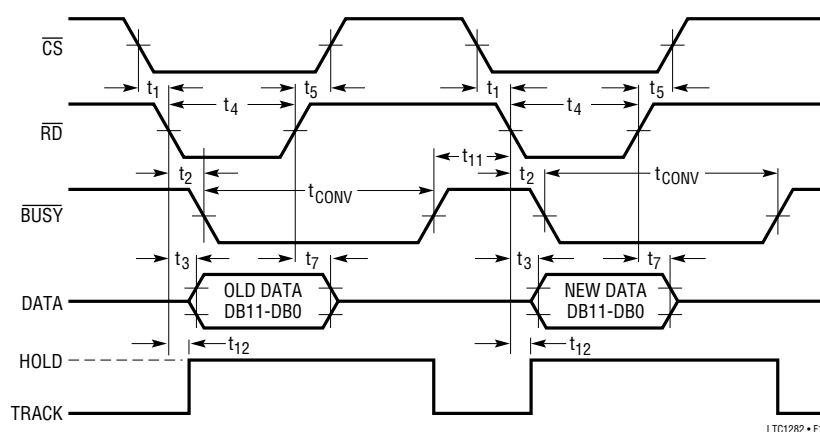 CS
t1 t5 t1 t5
t4 t4
RD
t11
t2 tCONV t2 tCONV
BUSY
t3 t7 t3 t7
DATA OLD DATA NEW DATA
DB11-DB0 DB11-DB0
HOLD t12 t12
TRACK